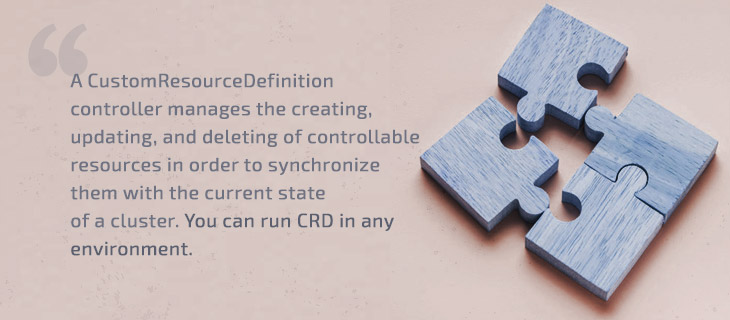 A CustomResourceDefinition
controller manages the creating,
updating, and deleting of controllable
resources in order to synchronize
them with the current state
of a cluster. You can run CRD in any
environment.